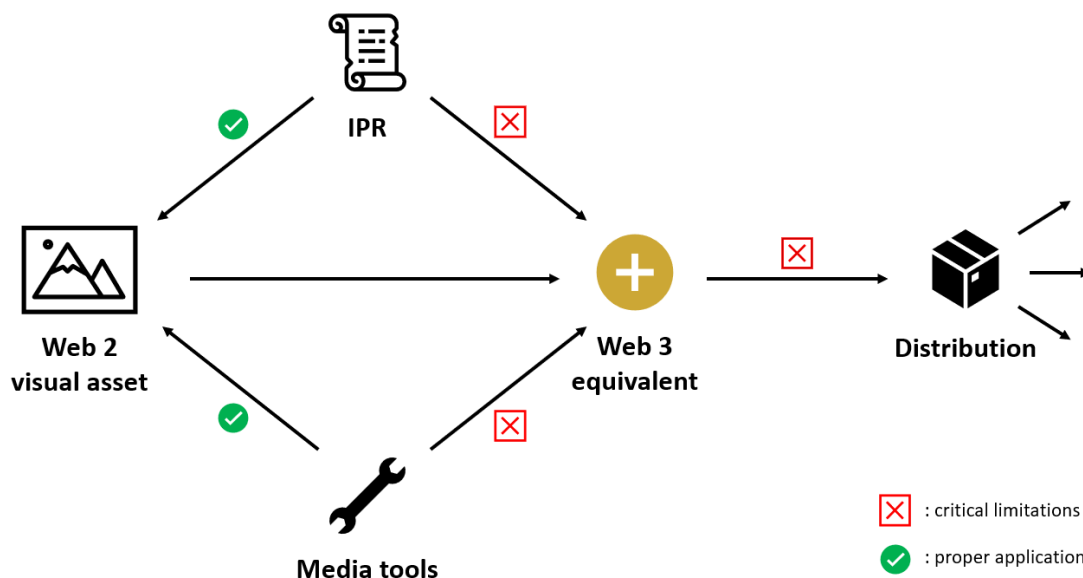 IPR
Web 2
visual asset
Web 3
equivalent
Distribution
Media tools
: critical limitations
: proper application